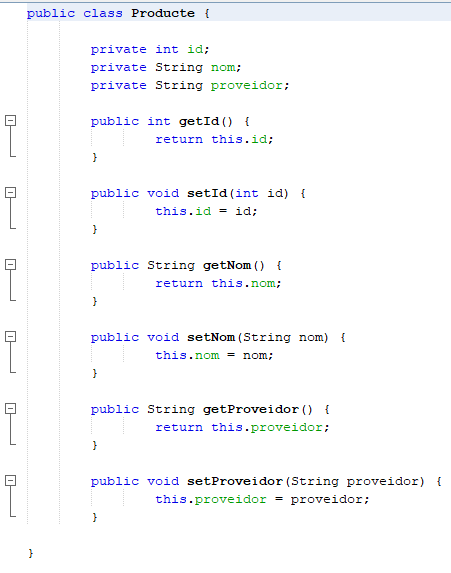 public class Producte {
private int id;
private String nom;
private String proveidor;
public int getId() {
return this.id;
}
public void setId(int id) {
this.id = id;
}
public String getNom() {
return this.nom;
}
public void setNom(String nom) {
this.nom = nom;
}
public String getProveidor() {
return this.proveidor;
}
public void setProveidor(String proveidor) {
this.proveidor = proveidor;
}
}